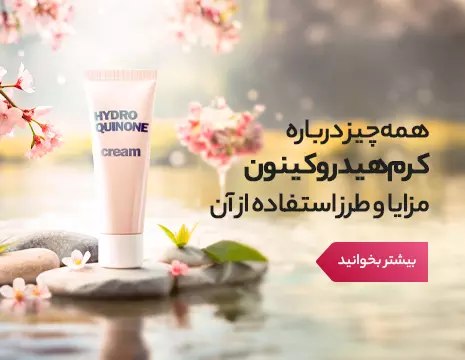 همه چیز درباره
کرم هیدروکینون
مزایا و طرز استفاده از آن
بیشتر بخوانید
HYDRO
QUINONE
cream